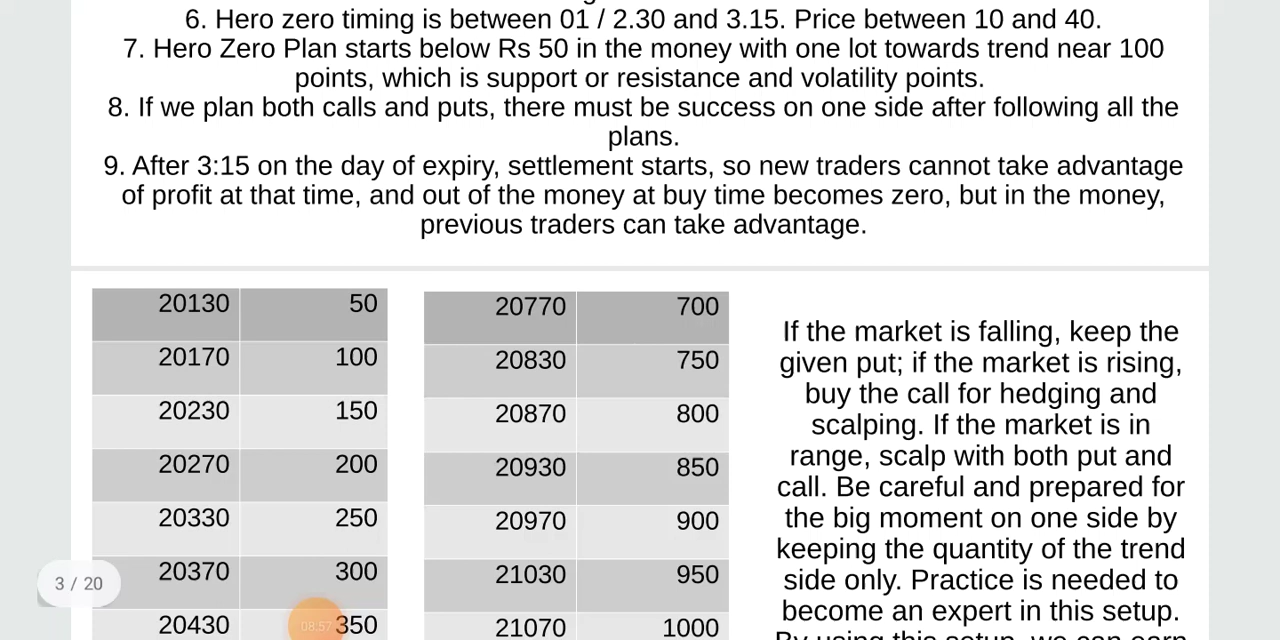 6. Hero zero timing is between 01 / 2.30 and 3.15. Price between 10 and 40.
7. Hero Zero Plan starts below Rs 50 in the money with one lot towards trend near 100
points, which is support or resistance and volatility points.
8. If we plan both calls and puts, there must be success on one side after following all the
plans.
9. After 3:15 on the day of expiry, settlement starts, so new traders cannot take advantage
of profit at that time, and out of the money at buy time becomes zero, but in the money,
previous traders can take advantage.
20130 50
20170 100
20230 150
20270 200
20330 250
20370 300
20430 350
20770 700
20830 750
20870 800
20930 850
20970 900
21030 950
21070 1000
If the market is falling, keep the
given put; if the market is rising,
buy the call for hedging and
scalping. If the market is in
range, scalp with both put and
call. Be careful and prepared for
the big moment on one side by
keeping the quantity of the trend
side only. Practice is needed to
become an expert in this setup.
By using this setup, we can earn
3 / 20
08:57